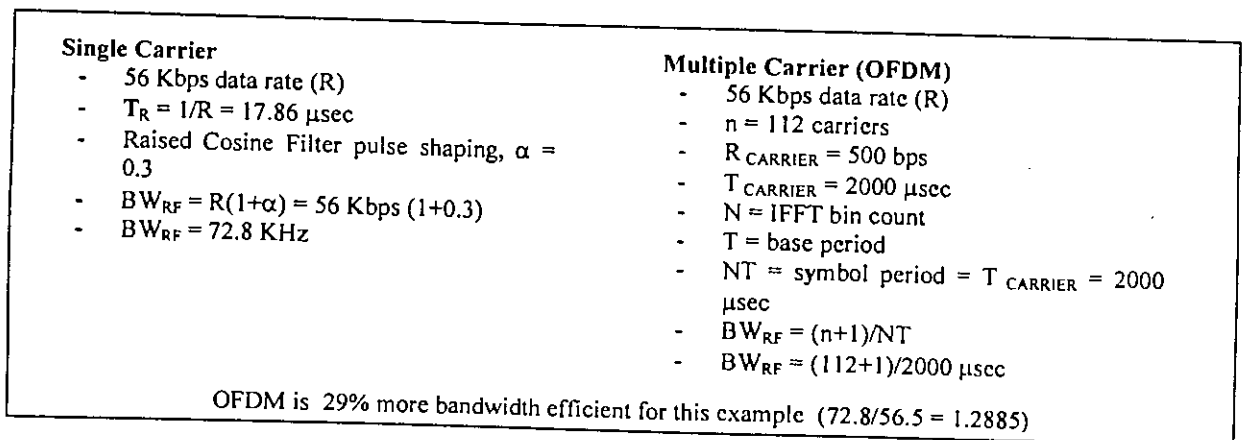 Single Carrier
- 56 Kbps data rate (R)
- T_R = 1/R = 17.86 μsec
- Raised Cosine Filter pulse shaping, α =
0.3
- BW_RF = R(1+α) = 56 Kbps (1+0.3)
- BW_RF = 72.8 KHz
Multiple Carrier (OFDM)
- 56 Kbps data rate (R)
- n = 112 carriers
- R_CARRIER = 500 bps
- T_CARRIER = 2000 μsec
- N = IFFT bin count
- T = base period
- NT = symbol period = T_CARRIER = 2000
μsec
- BW_RF = (n+1)/NT
- BW_RF = (112+1)/2000 μsec
OFDM is 29% more bandwidth efficient for this example (72.8/56.5 = 1.2885)